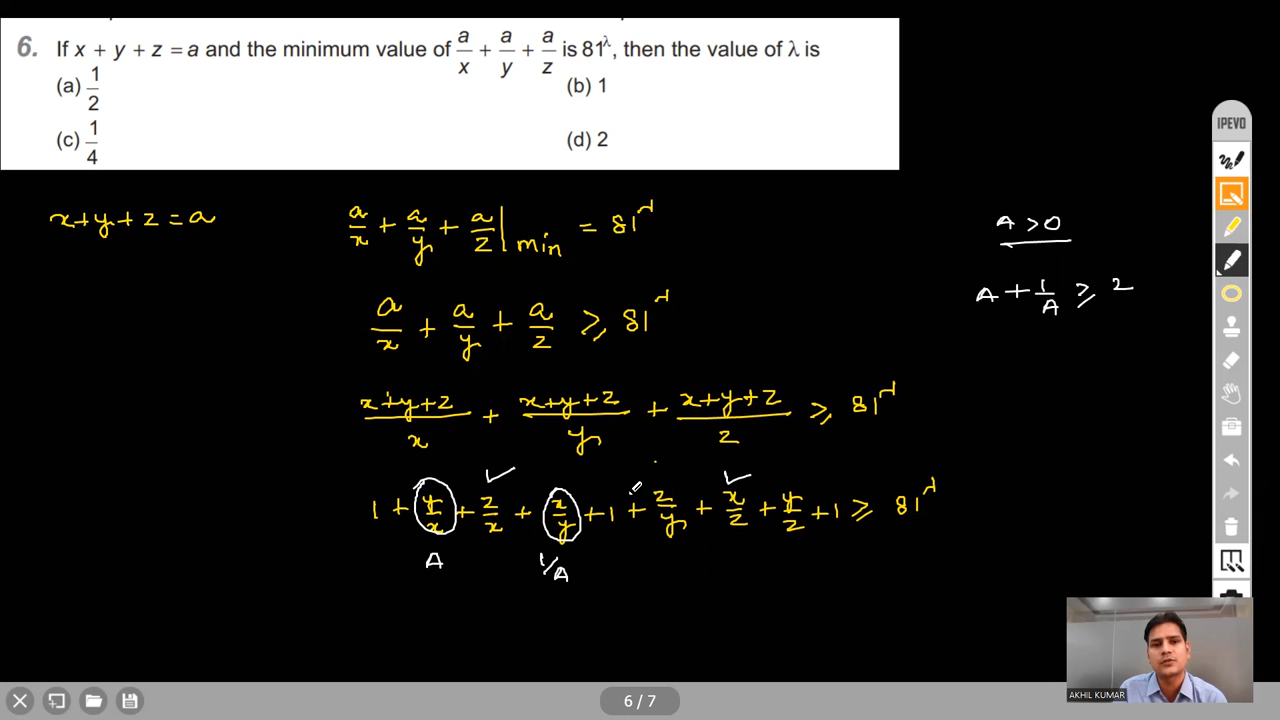 6. If x + y + z = a and the minimum value of a/x + a/y + a/z is 81^λ, then the value of λ is
(a) 1/2 (b) 1
(c) 1/4 (d) 2
x+y+z = a
a/x + a/y + a/z | min = 81^λ
a/x + a/y + a/z ≥ 81^λ
(x+y+z)/x + (x+y+z)/y + (x+y+z)/z ≥ 81^λ
1 + y/x + z/x + x/y + 1 + z/y + x/z + y/z + 1 ≥ 81^λ
A 1/A
A > 0
A + 1/A ≥ 2
IPEVO
AKHIL KUMAR
6 / 7